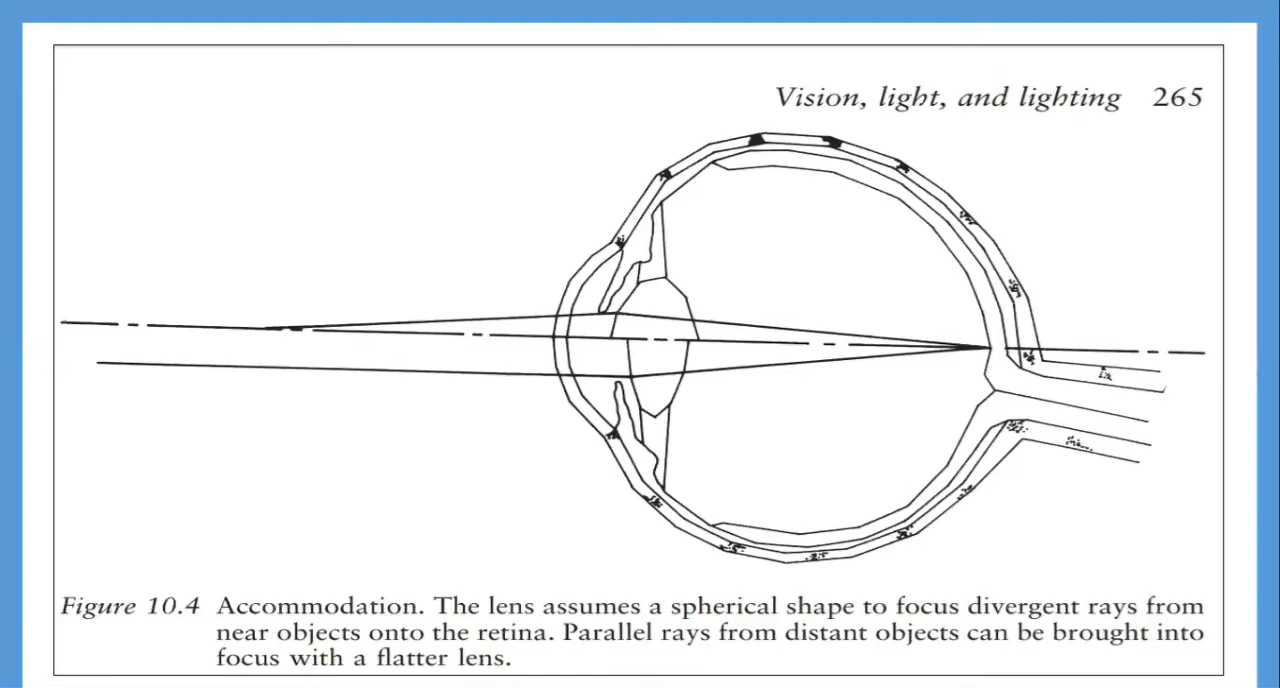 Vision, light, and lighting 265
Figure 10.4 Accommodation. The lens assumes a spherical shape to focus divergent rays from
near objects onto the retina. Parallel rays from distant objects can be brought into
focus with a flatter lens.